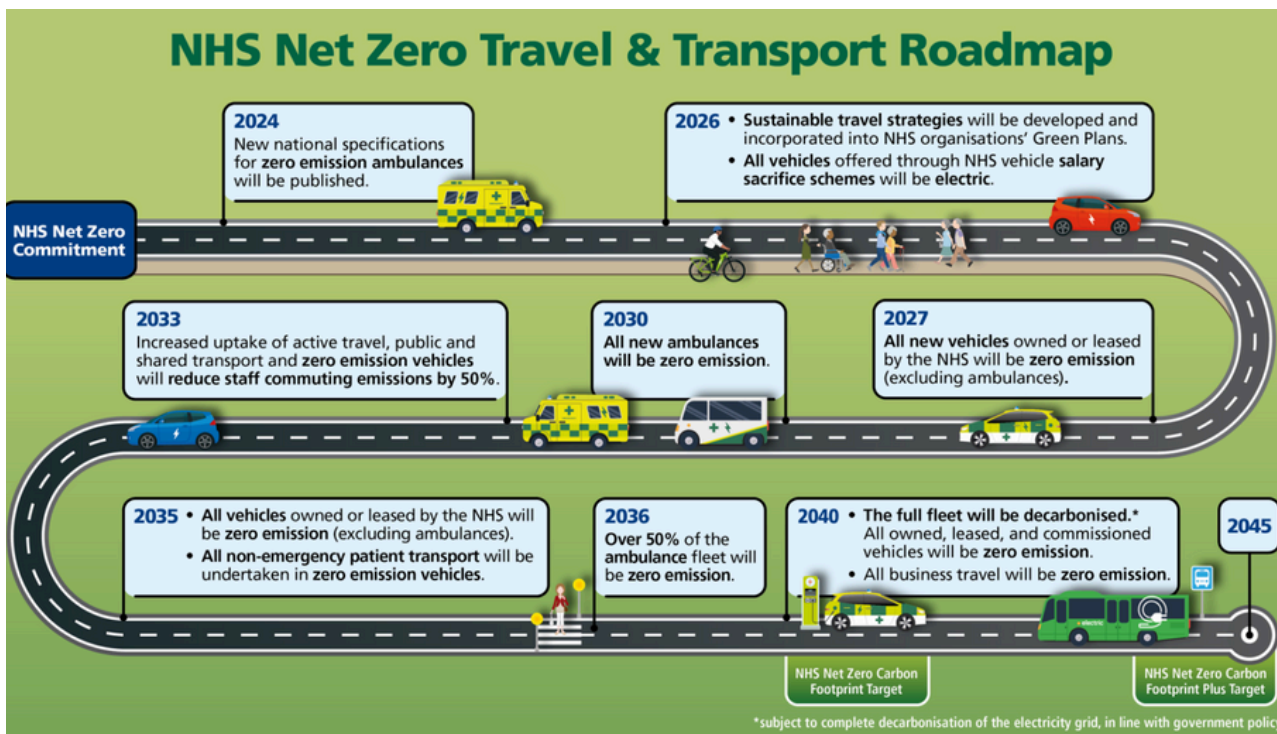 NHS Net Zero Travel & Transport Roadmap
NHS Net Zero
Commitment
2024
New national specifications
for zero emission ambulances
will be published.
2026 • Sustainable travel strategies will be developed and
incorporated into NHS organisations’ Green Plans.
• All vehicles offered through NHS vehicle salary
sacrifice schemes will be electric.
2033
Increased uptake of active travel, public and
shared transport and zero emission vehicles
will reduce staff commuting emissions by 50%.
2030
All new ambulances
will be zero emission.
2027
All new vehicles owned or leased
by the NHS will be zero emission
(excluding ambulances).
2035 • All vehicles owned or leased by the NHS will
be zero emission (excluding ambulances).
• All non-emergency patient transport will be
undertaken in zero emission vehicles.
2036
Over 50% of the
ambulance fleet will
be zero emission.
2040 • The full fleet will be decarbonised.*
All owned, leased, and commissioned
vehicles will be zero emission.
• All business travel will be zero emission.
2045
electric
NHS Net Zero Carbon
Footprint Target
NHS Net Zero Carbon
Footprint Plus Target
*subject to complete decarbonisation of the electricity grid, in line with government policy